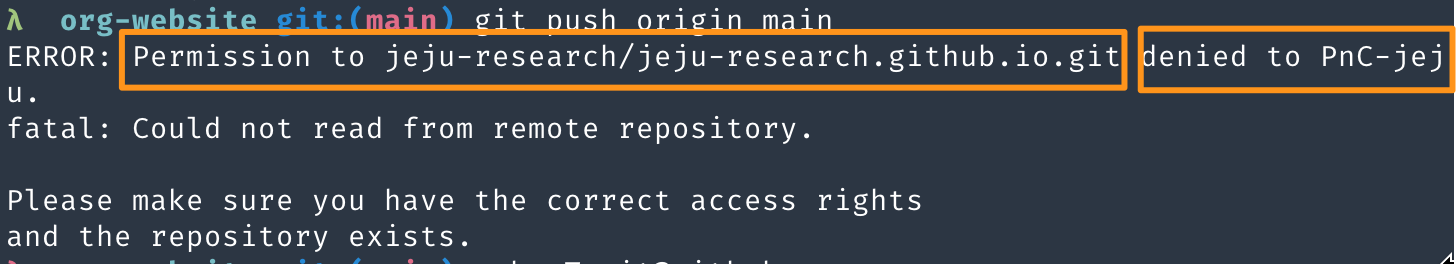 λ  org-website git:(main) git push origin main
ERROR: Permission to jeju-research/jeju-research.github.io.git denied to PnC-jej
u.
fatal: Could not read from remote repository.
Please make sure you have the correct access rights
and the repository exists.